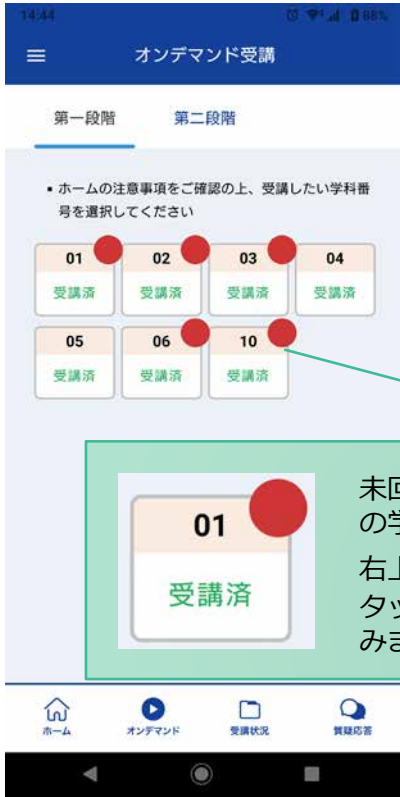 14:44 88%
オンデマンド受講
第一段階 第二段階
▪ ホームの注意事項をご確認の上、受講したい学科番
号を選択してください
01 02 03 04
受講済 受講済 受講済 受講済
05 06 10
受講済 受講済 受講済
未回
の学
01
右上
受講済
タッ
みま
ホーム オンデマンド 受講状況 質疑応答